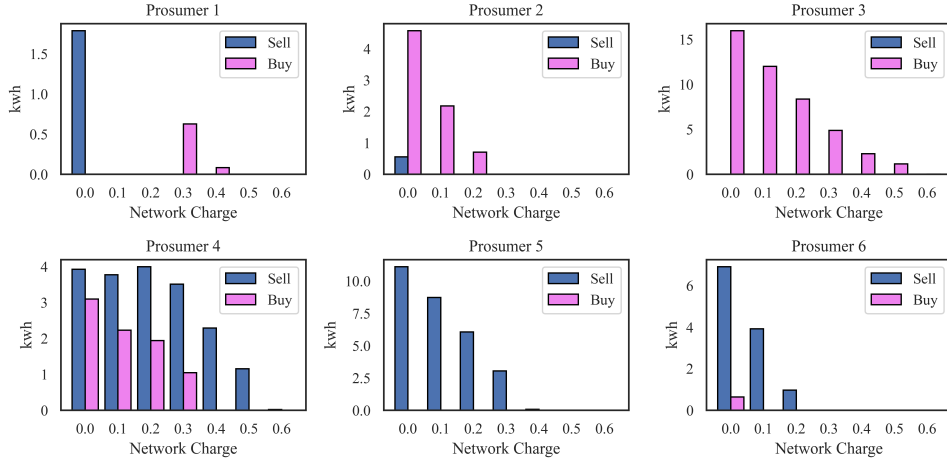 Prosumer 1
Sell
Buy
kwh
1.5
1.0
0.5
0.0
0.0 0.1 0.2 0.3 0.4 0.5 0.6
Network Charge
Prosumer 2
Sell
Buy
kwh
4
3
2
1
0
0.0 0.1 0.2 0.3 0.4 0.5 0.6
Network Charge
Prosumer 3
Sell
Buy
kwh
15
10
5
0
0.0 0.1 0.2 0.3 0.4 0.5 0.6
Network Charge
Prosumer 4
Sell
Buy
kwh
4
3
2
1
0
0.0 0.1 0.2 0.3 0.4 0.5 0.6
Network Charge
Prosumer 5
Sell
Buy
kwh
10.0
7.5
5.0
2.5
0.0
0.0 0.1 0.2 0.3 0.4 0.5 0.6
Network Charge
Prosumer 6
Sell
Buy
kwh
6
4
2
0
0.0 0.1 0.2 0.3 0.4 0.5 0.6
Network Charge